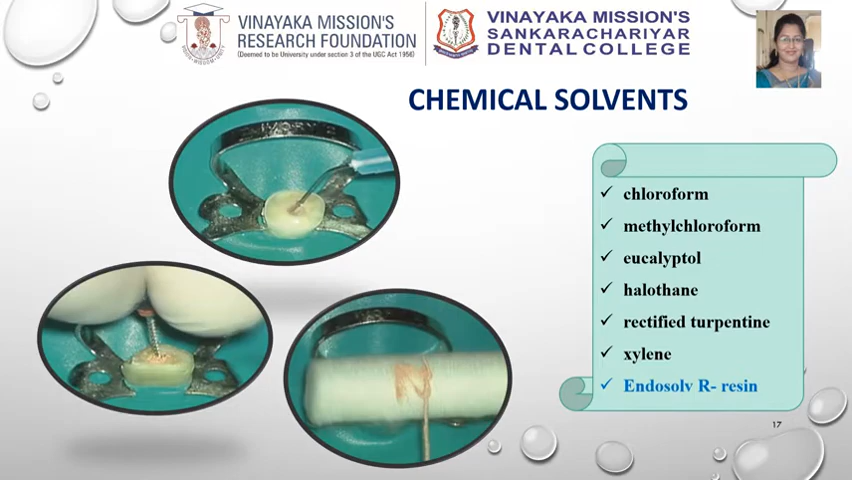 VINAYAKA MISSION'S
RESEARCH FOUNDATION
(Deemed to be University under section 3 of the UGC Act 1956)
VINAYAKA MISSION'S
SANKARACHARIYAR
DENTAL COLLEGE
CHEMICAL SOLVENTS
chloroform
methylchloroform
eucalyptol
halothane
rectified turpentine
xylene
Endosolv R- resin
17